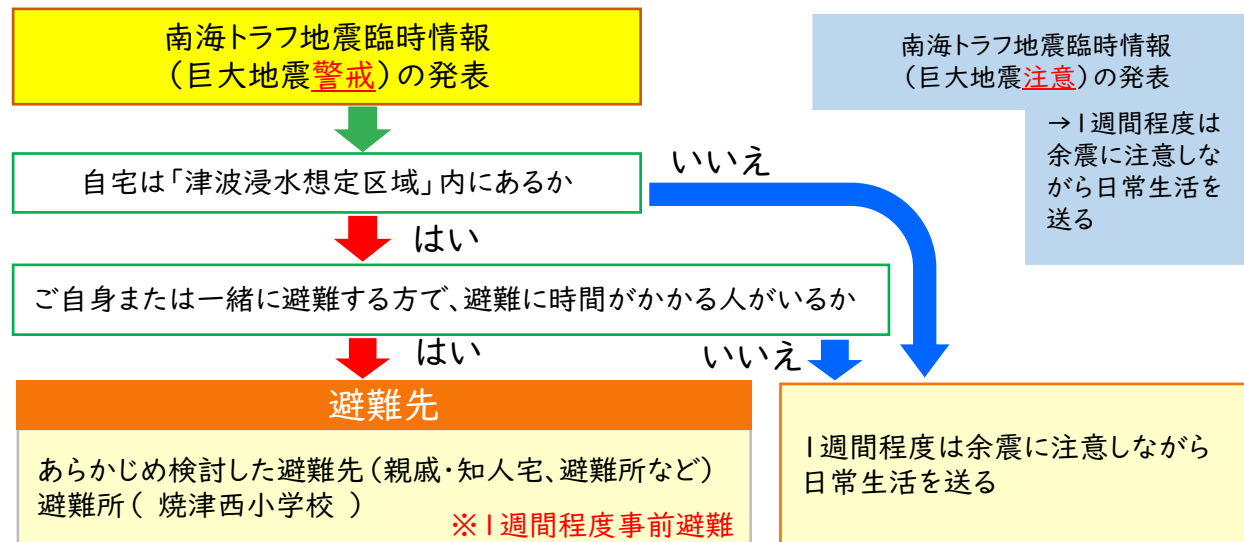 南海トラフ地震臨時情報
（巨大地震警戒）の発表
南海トラフ地震臨時情報
（巨大地震注意）の発表
→1週間程度は
余震に注意しな
がら日常生活を
送る
自宅は「津波浸水想定区域」内にあるか
いいえ
はい
ご自身または一緒に避難する方で、避難に時間がかかる人がいるか
はい
いいえ
避難先
あらかじめ検討した避難先（親戚・知人宅、避難所など）
避難所（ 焼津西小学校 ）
※1週間程度事前避難
1週間程度は余震に注意しながら
日常生活を送る